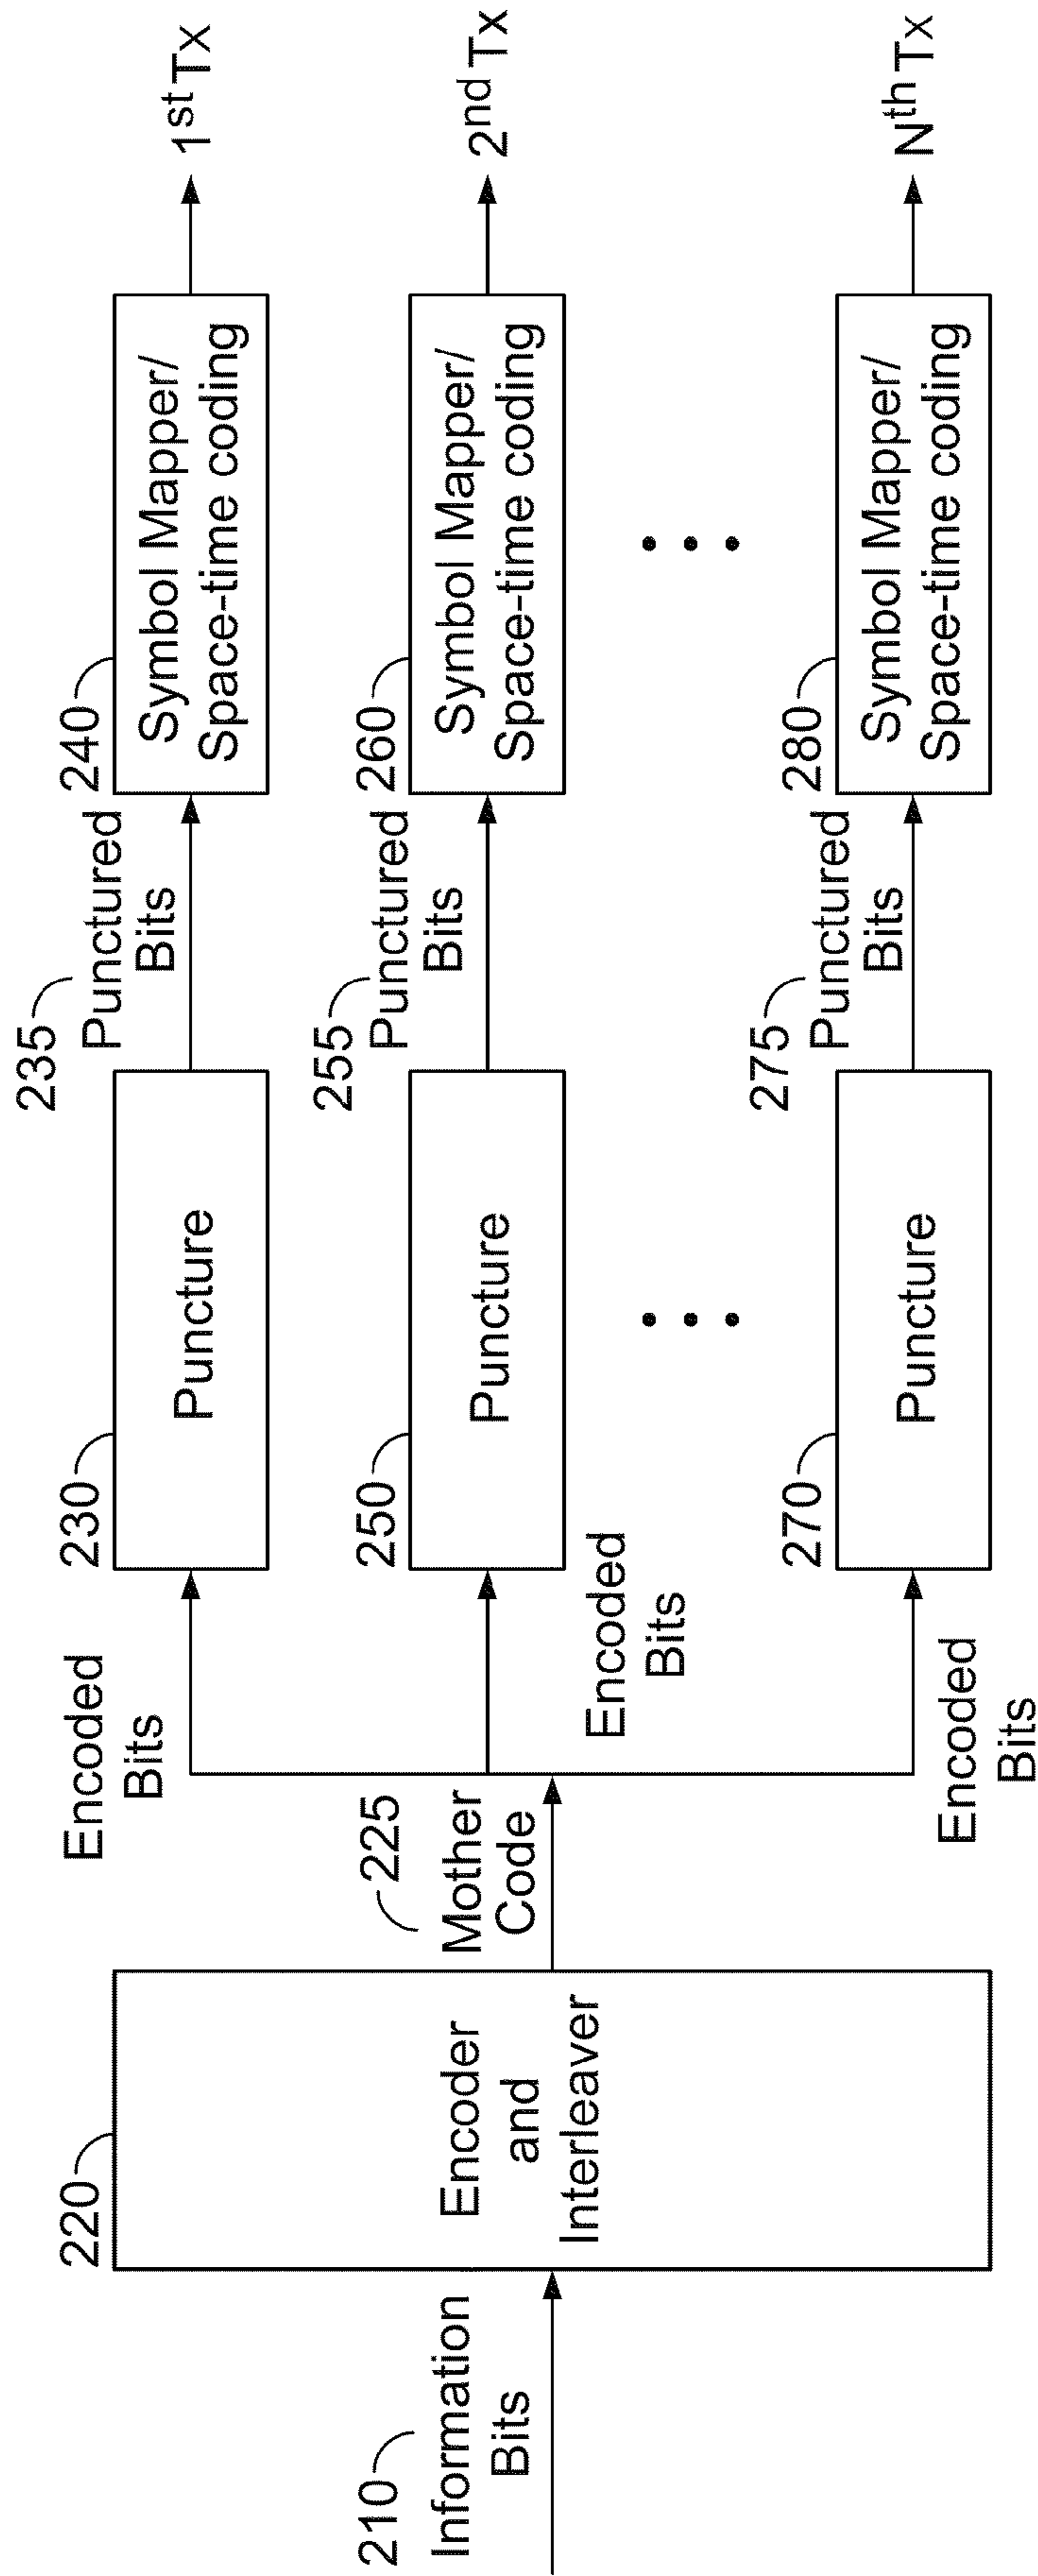 210
Information
Bits
220
Encoder
and
Interleaver
225
Mother
Code
Encoded
Bits
230
Puncture
235
Punctured
Bits
240
Symbol Mapper/
Space-time coding
1st Tx
Encoded
Bits
250
Puncture
255
Punctured
Bits
260
Symbol Mapper/
Space-time coding
2nd Tx
Encoded
Bits
270
Puncture
275
Punctured
Bits
280
Symbol Mapper/
Space-time coding
Nth Tx